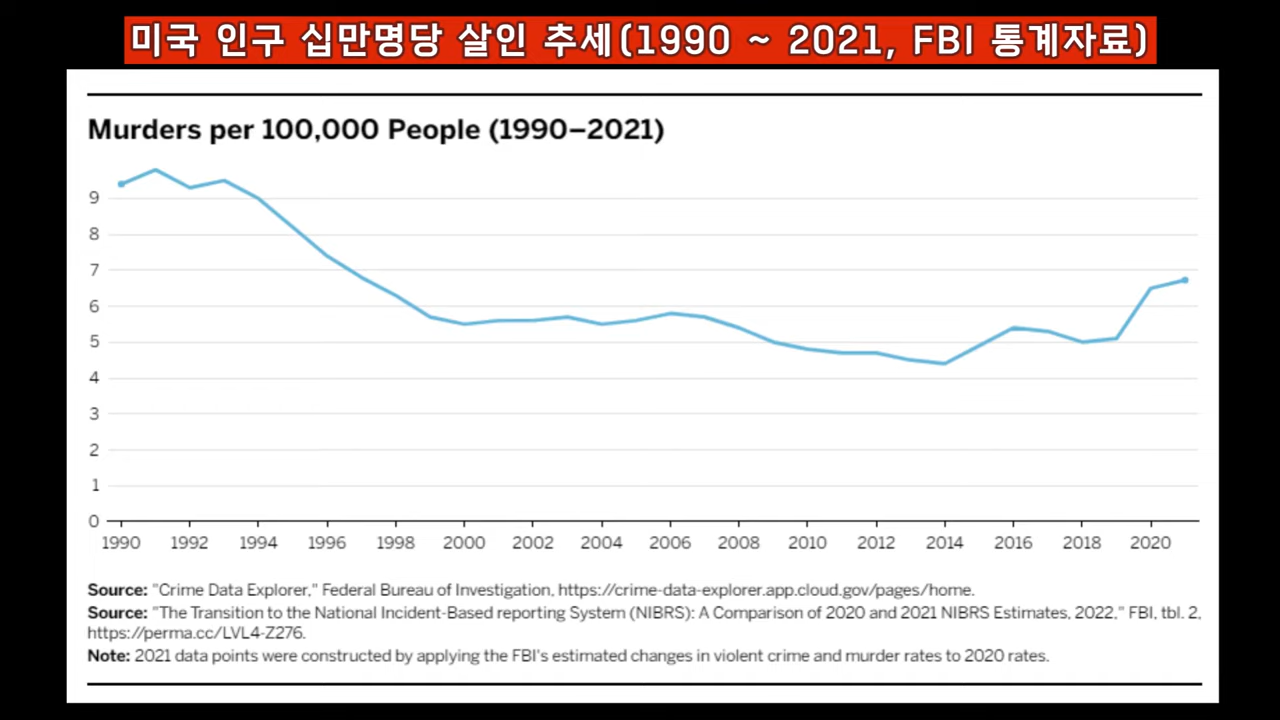 미국 인구 십만명당 살인 추세(1990 ~ 2021, FBI 통계자료)
Murders per 100,000 People (1990–2021)
9
8
7
6
5
4
3
2
1
0
1990 1992 1994 1996 1998 2000 2002 2004 2006 2008 2010 2012 2014 2016 2018 2020
Source: "Crime Data Explorer," Federal Bureau of Investigation, https://crime-data-explorer.app.cloud.gov/pages/home.
Source: "The Transition to the National Incident-Based reporting System (NIBRS): A Comparison of 2020 and 2021 NIBRS Estimates, 2022," FBI, tbl. 2,
https://perma.cc/LVL4-Z276.
Note: 2021 data points were constructed by applying the FBI's estimated changes in violent crime and murder rates to 2020 rates.